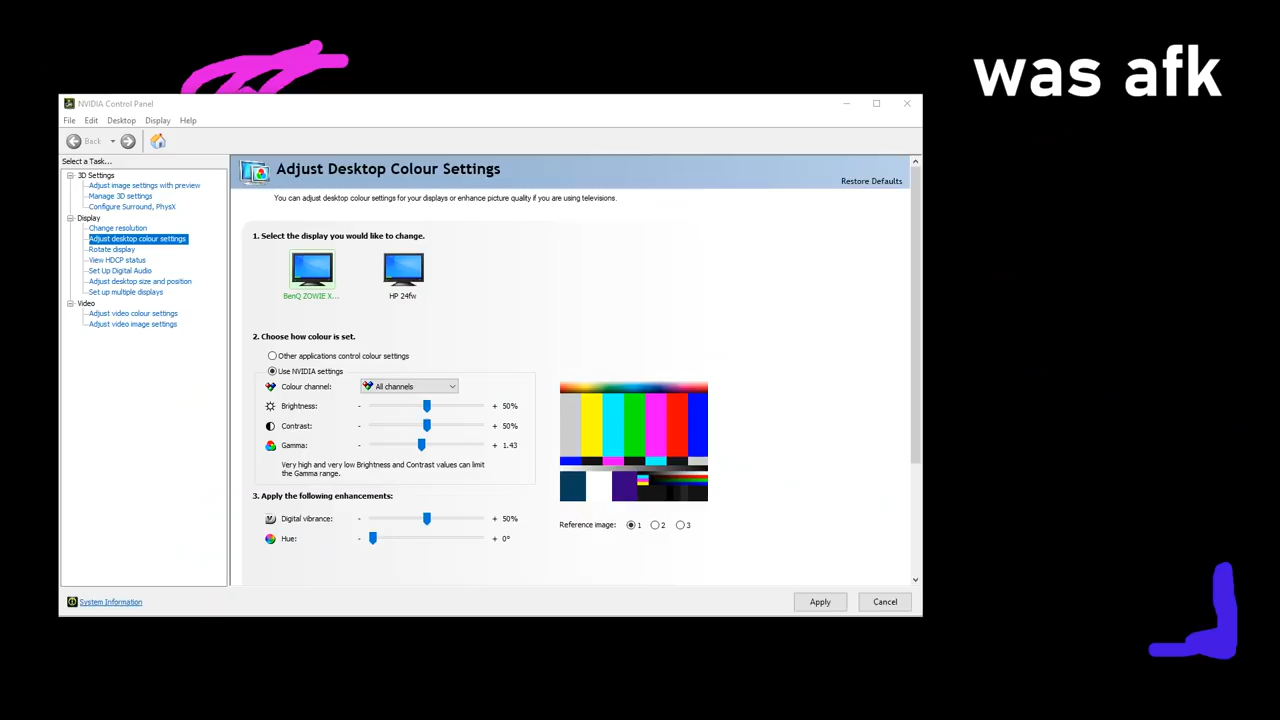 was afk
NVIDIA Control Panel
File Edit Desktop Display Help
Back
Select a Task...
3D Settings
Adjust image settings with preview
Manage 3D settings
Configure Surround, PhysX
Display
Change resolution
Adjust desktop colour settings
Rotate display
View HDCP status
Set Up Digital Audio
Adjust desktop size and position
Set up multiple displays
Video
Adjust video colour settings
Adjust video image settings
System Information
Adjust Desktop Colour Settings
Restore Defaults
You can adjust desktop colour settings for your displays or enhance picture quality if you are using televisions.
1. Select the display you would like to change.
BenQ ZOWIE X... HP 24fw
2. Choose how colour is set.
Other applications control colour settings
Use NVIDIA settings
Colour channel: All channels
Brightness: - + 50%
Contrast: - + 50%
Gamma: - + 1.43
Very high and very low Brightness and Contrast values can limit
the Gamma range.
3. Apply the following enhancements:
Digital vibrance: - + 50%
Hue: - + 0°
Reference image: 1 2 3
Apply Cancel